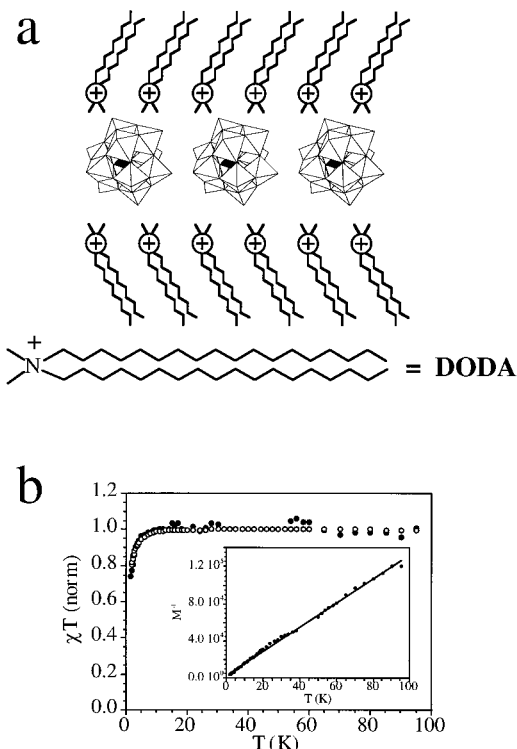 a
+ + + + + +
+ + + + + +
+
N = DODA
b
χT (norm)
1.2
1.0
0.8
0.6
0.4
0.2
0.0
0 20 40 60 80 100
T (K)
M⁻¹
1.2 10⁵
8.0 10⁴
4.0 10⁴
0.0 10⁰
0 20 40 60 80 100
T (K)